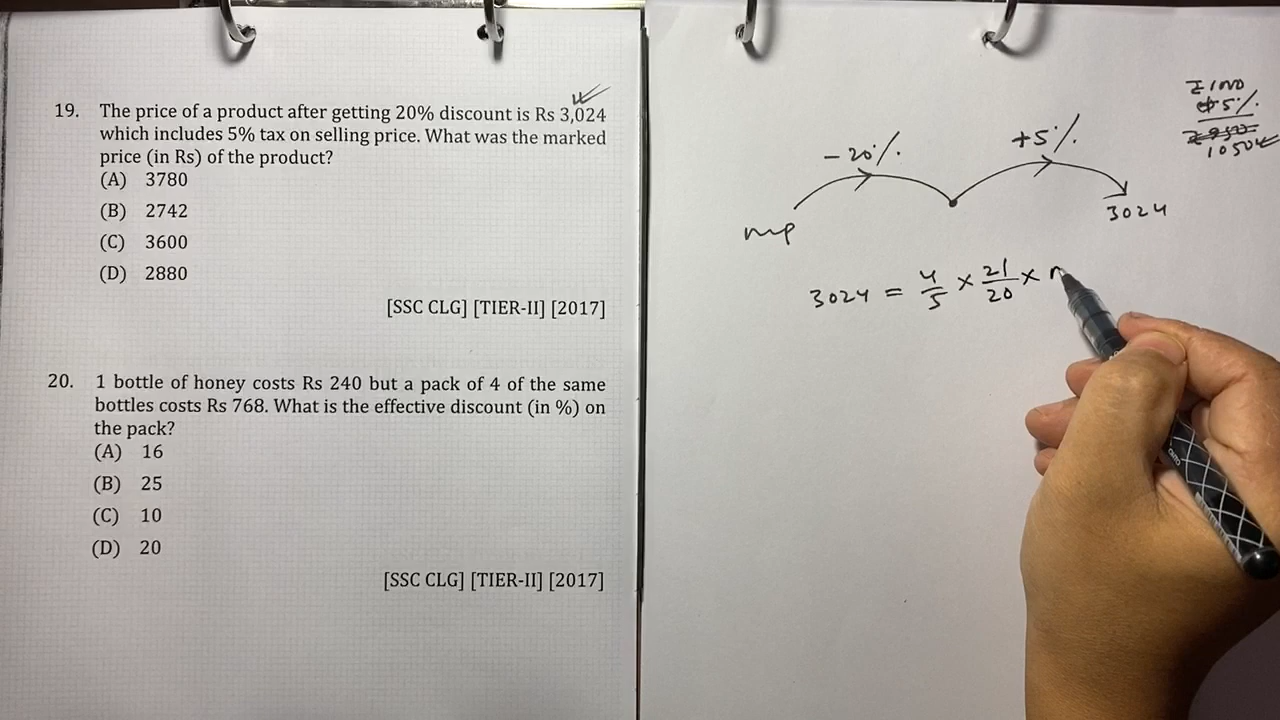 19. The price of a product after getting 20% discount is Rs 3,024
which includes 5% tax on selling price. What was the marked
price (in Rs) of the product?
(A) 3780
(B) 2742
(C) 3600
(D) 2880
[SSC CLG] [TIER-II] [2017]
20. 1 bottle of honey costs Rs 240 but a pack of 4 of the same
bottles costs Rs 768. What is the effective discount (in %) on
the pack?
(A) 16
(B) 25
(C) 10
(D) 20
[SSC CLG] [TIER-II] [2017]
₹1000
+5%
1050
-20%
+5%
MP
3024
3024 = 4/5 × 21/20 ×